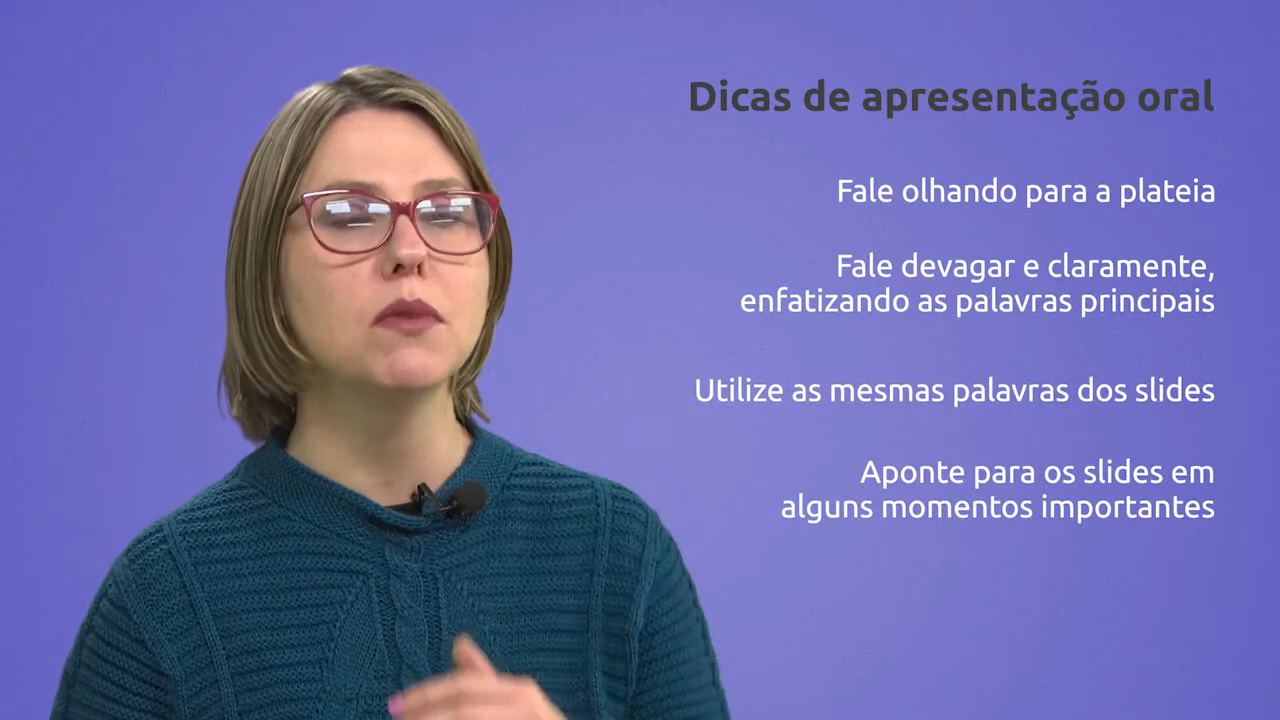 Dicas de apresentação oral
Fale olhando para a plateia
Fale devagar e claramente,
enfatizando as palavras principais
Utilize as mesmas palavras dos slides
Aponte para os slides em
alguns momentos importantes